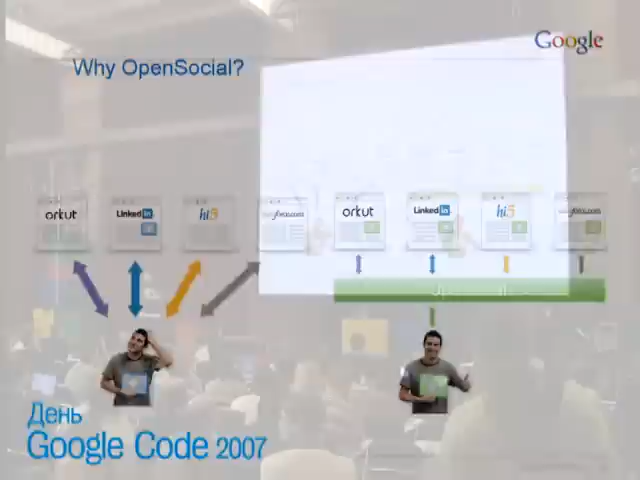 Google
Why OpenSocial?
orkut LinkedIn hi5 orkut LinkedIn hi5
День
Google Code 2007